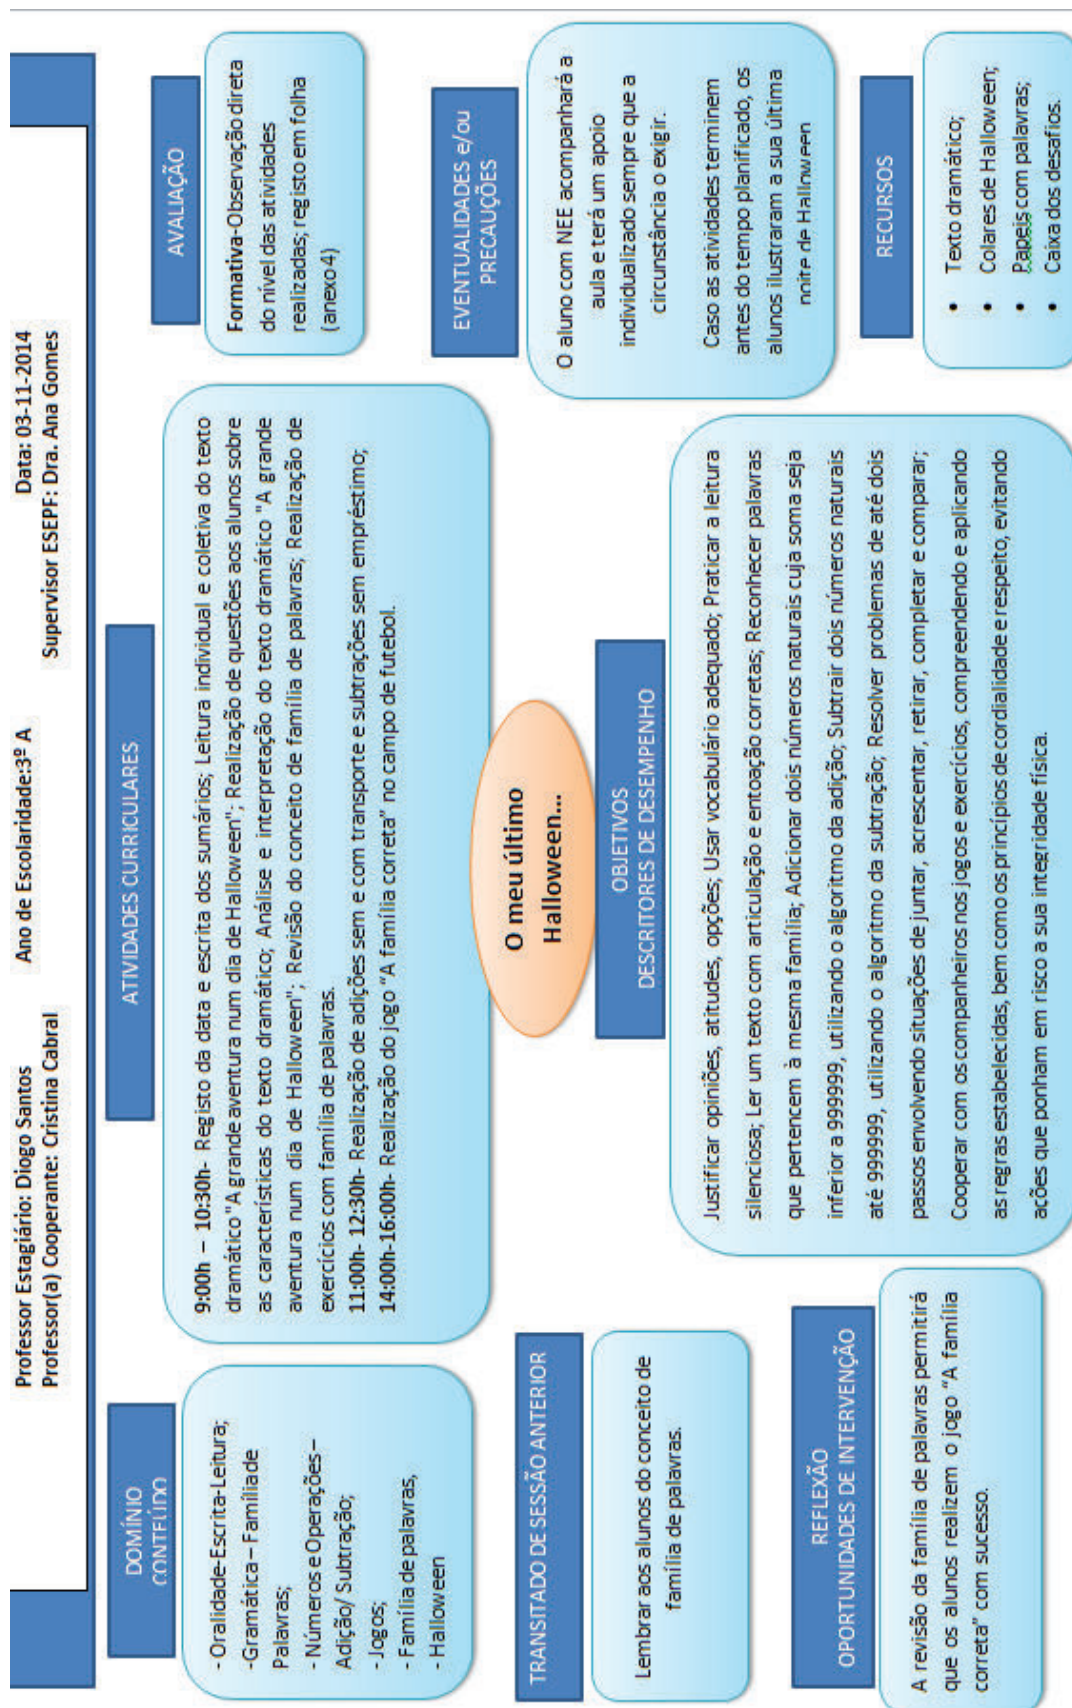 Professor Estagiário: Diogo Santos
Ano de Escolaridade:3º A
Data: 03-11-2014
Professor(a) Cooperante: Cristina Cabral
Supervisor ESEPF: Dra. Ana Gomes
DOMÍNIO
CONTEÚDO
- Oralidade-Escrita-Leitura;
-Gramática – Família de
Palavras;
- Números e Operações –
Adição/ Subtração;
- Jogos;
- Família de palavras,
- Halloween
ATIVIDADES CURRICULARES
9:00h – 10:30h- Registo da data e escrita dos sumários; Leitura individual e coletiva do texto
dramático "A grande aventura num dia de Halloween"; Realização de questões aos alunos sobre
as características do texto dramático; Análise e interpretação do texto dramático "A grande
aventura num dia de Halloween"; Revisão do conceito de família de palavras; Realização de
exercícios com família de palavras.
11:00h- 12:30h- Realização de adições sem e com transporte e subtrações sem empréstimo;
14:00h-16:00h- Realização do jogo “A família correta” no campo de futebol.
AVALIAÇÃO
Formativa-Observação direta
do nível das atividades
realizadas; registo em folha
(anexo 4)
TRANSITADO DE SESSÃO ANTERIOR
Lembrar aos alunos do conceito de
família de palavras.
O meu último
Halloween...
EVENTUALIDADES e/ou
PRECAUÇÕES
O aluno com NEE acompanhará a
aula e terá um apoio
individualizado sempre que a
circunstância o exigir.
Caso as atividades terminem
antes do tempo planificado, os
alunos ilustraram a sua última
noite de Halloween
REFLEXÃO
OPORTUNIDADES DE INTERVENÇÃO
A revisão da família de palavras permitirá
que os alunos realizem o jogo “A família
correta” com sucesso.
OBJETIVOS
DESCRITORES DE DESEMPENHO
Justificar opiniões, atitudes, opções; Usar vocabulário adequado; Praticar a leitura
silenciosa; Ler um texto com articulação e entoação corretas; Reconhecer palavras
que pertencem à mesma família; Adicionar dois números naturais cuja soma seja
inferior a 999999, utilizando o algoritmo da adição; Subtrair dois números naturais
até 999999, utilizando o algoritmo da subtração; Resolver problemas de até dois
passos envolvendo situações de juntar, acrescentar, retirar, completar e comparar;
Cooperar com os companheiros nos jogos e exercícios, compreendendo e aplicando
as regras estabelecidas, bem como os princípios de cordialidade e respeito, evitando
ações que ponham em risco a sua integridade física.
RECURSOS
• Texto dramático;
• Colares de Halloween;
• Papais com palavras;
• Caixa dos desafios.